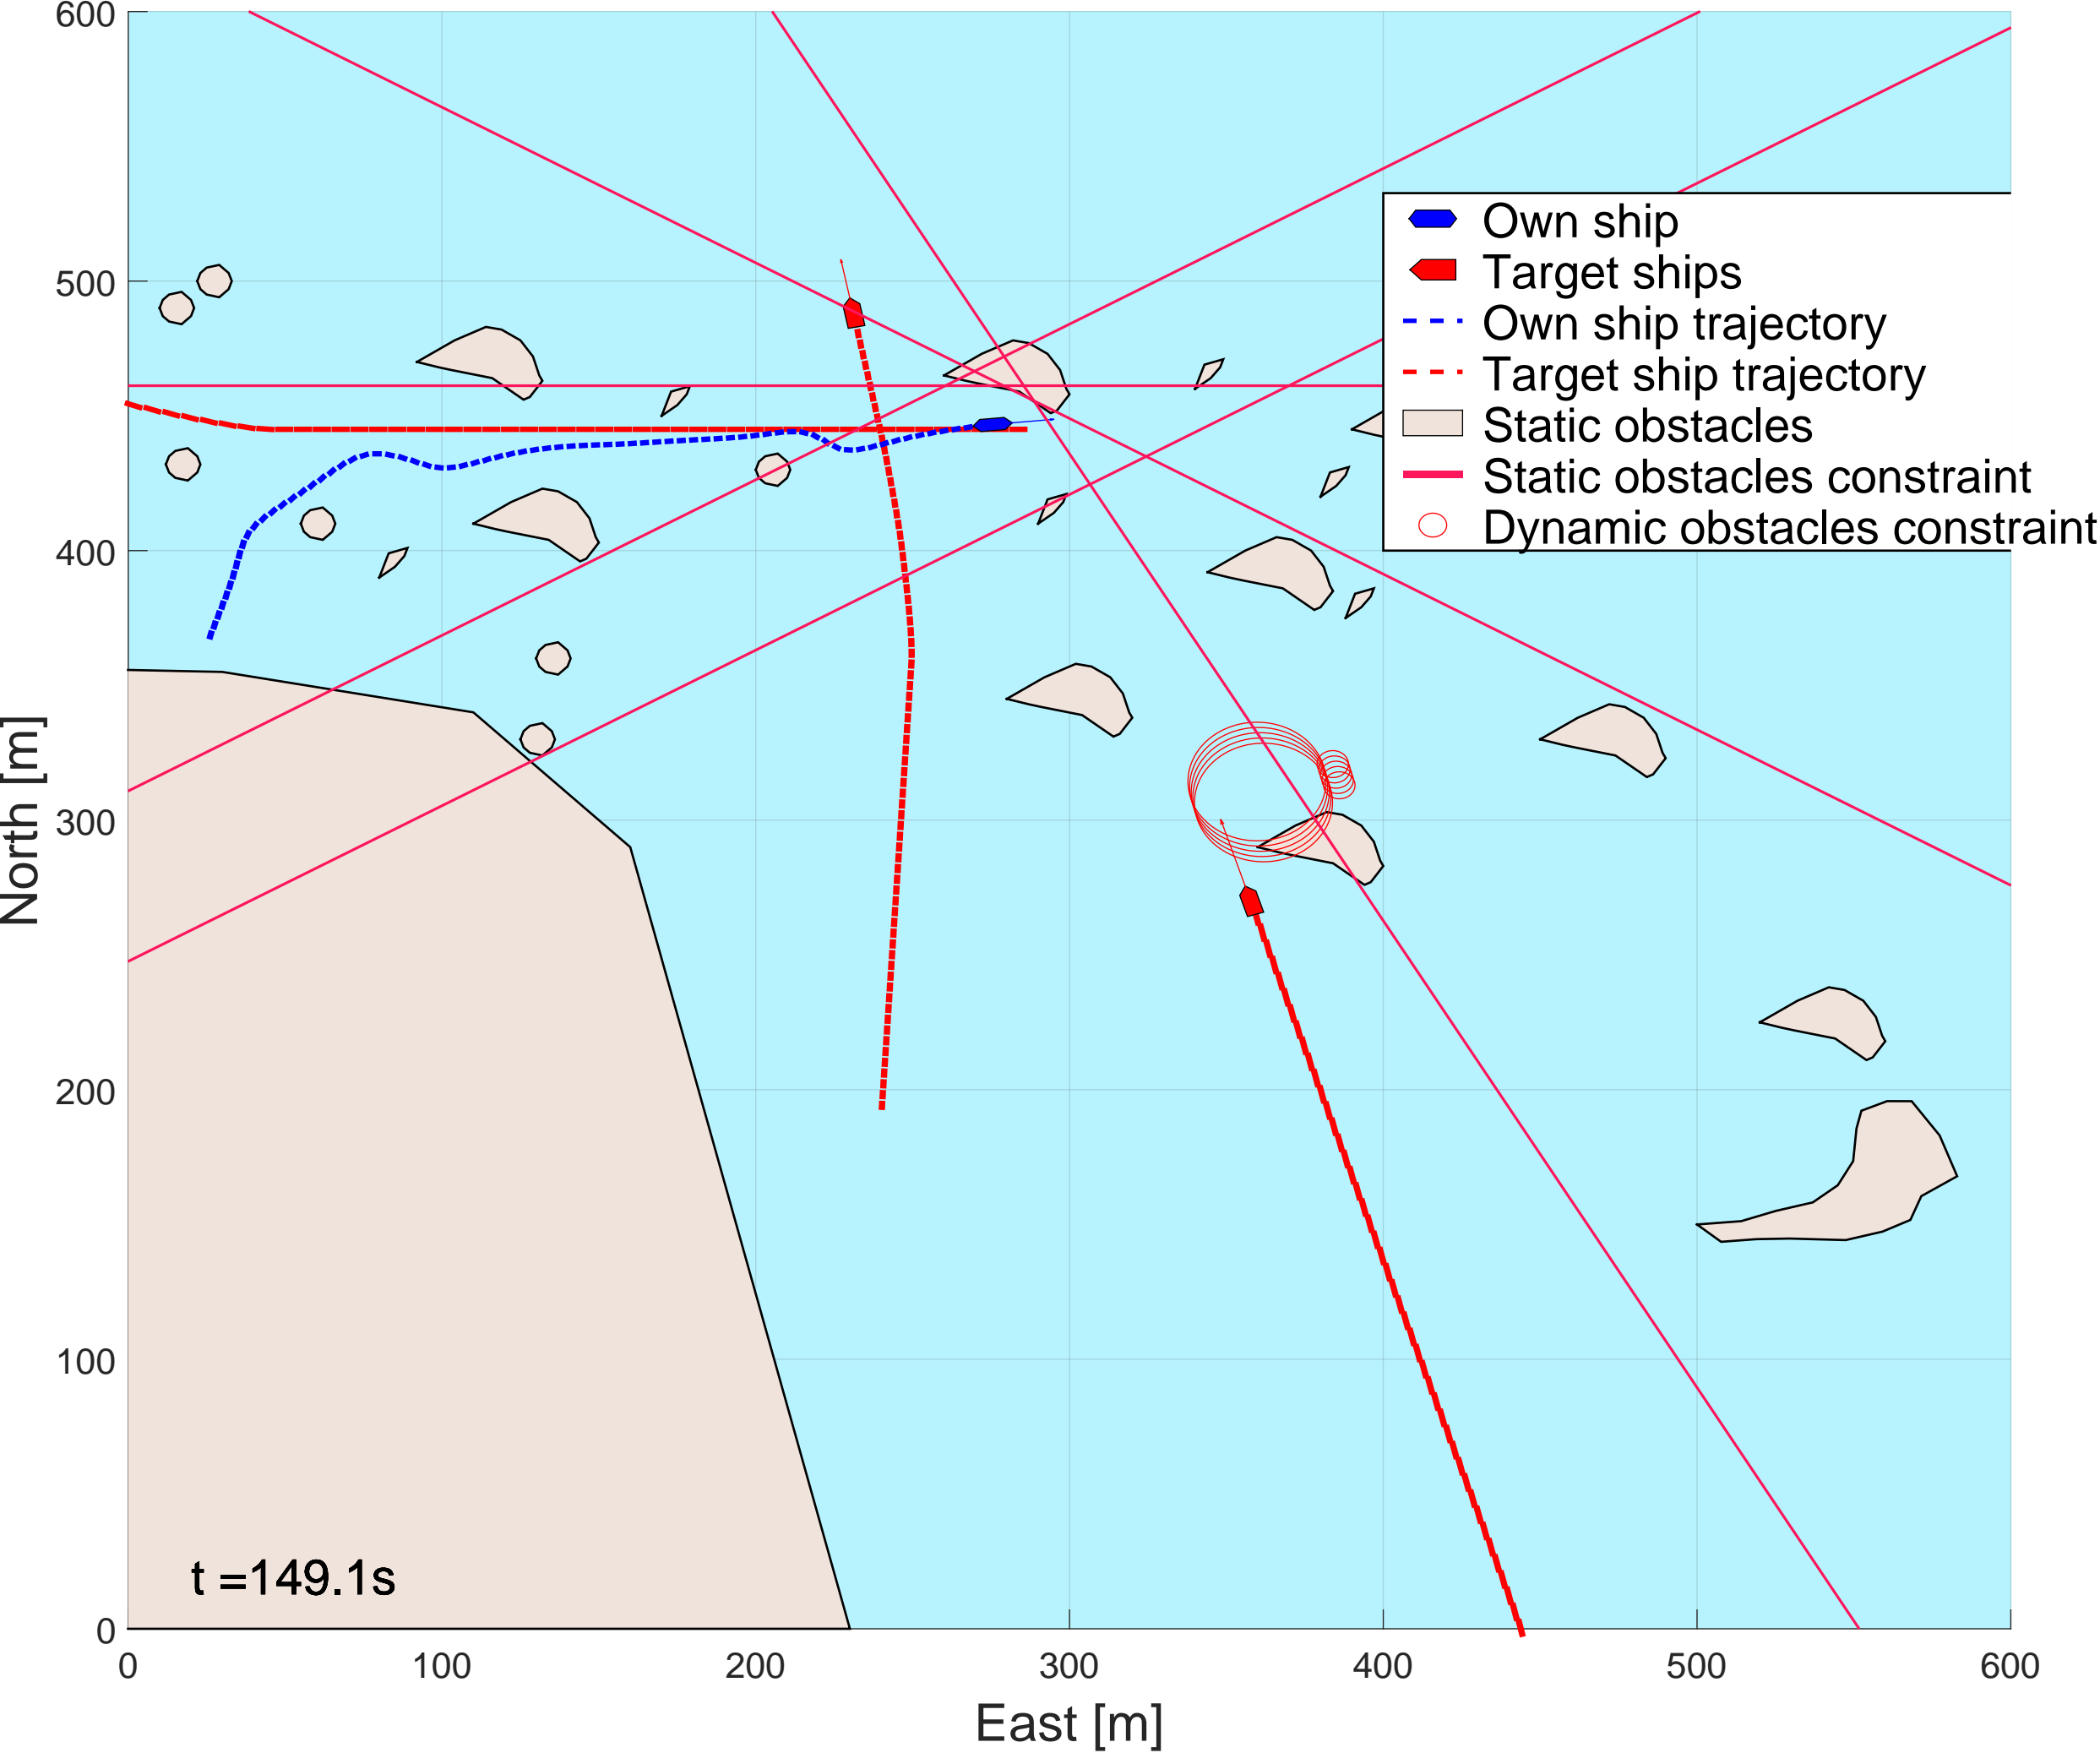 600
500
400
300
200
100
0
North [m]
Own ship
Target ships
Own ship trajectory
Target ship trajectory
Static obstacles
Static obstacles constraint
Dynamic obstacles constraint
t =149.1s
0 100 200 300 400 500 600
East [m]